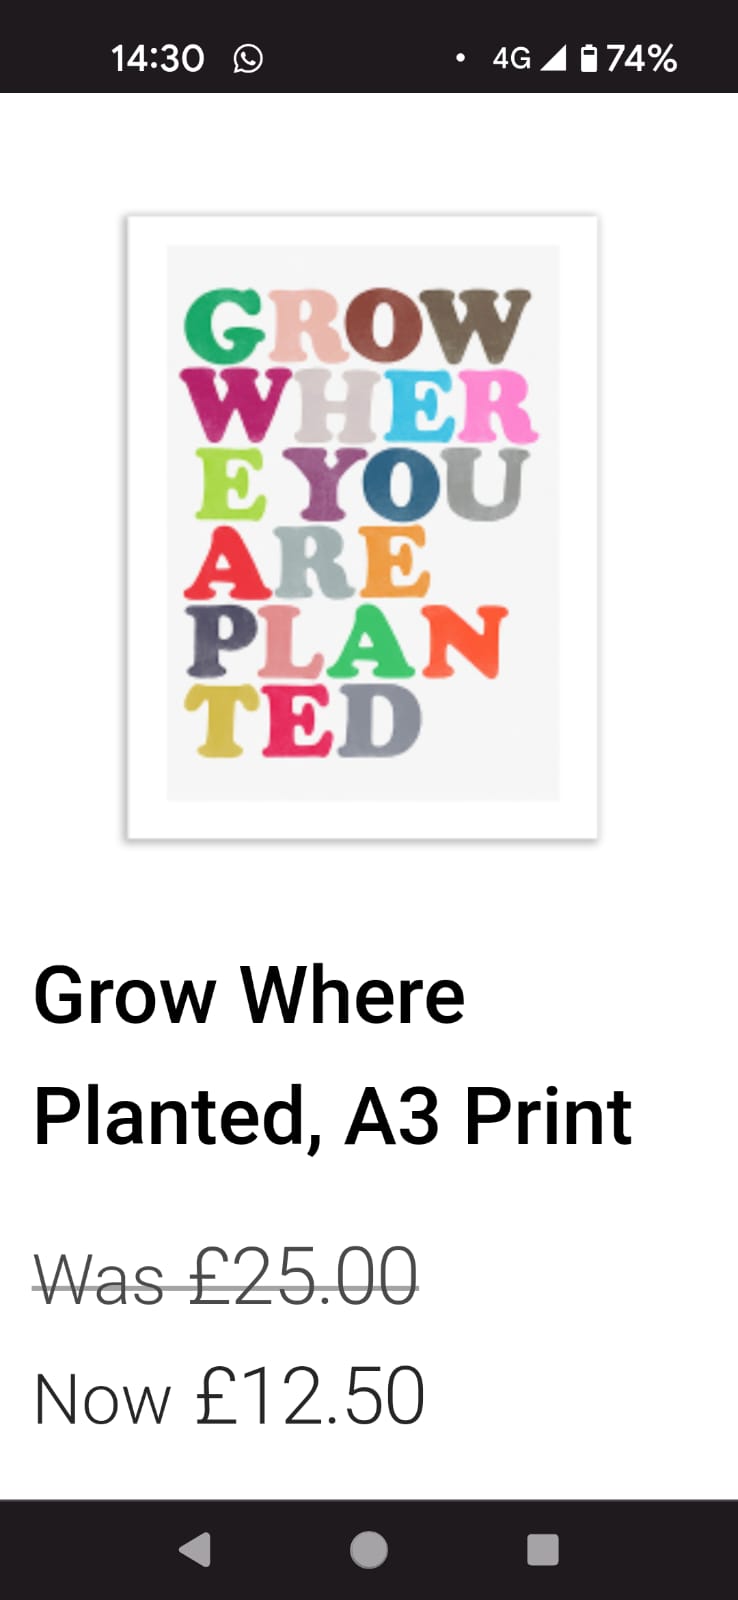 14:30 4G 74%
GROW
WHER
E YOU
ARE
PLAN
TED
Grow Where
Planted, A3 Print
Was £25.00
Now £12.50